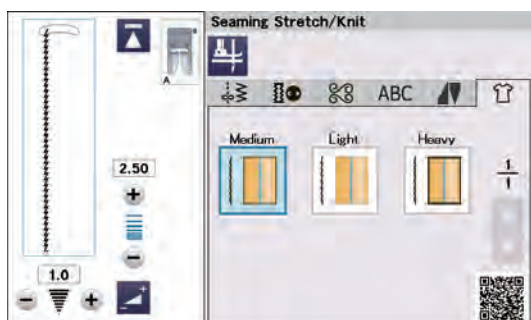 Seaming Stretch/Knit
A
ABC
Medium Light Heavy
2.50
1
1
1.0